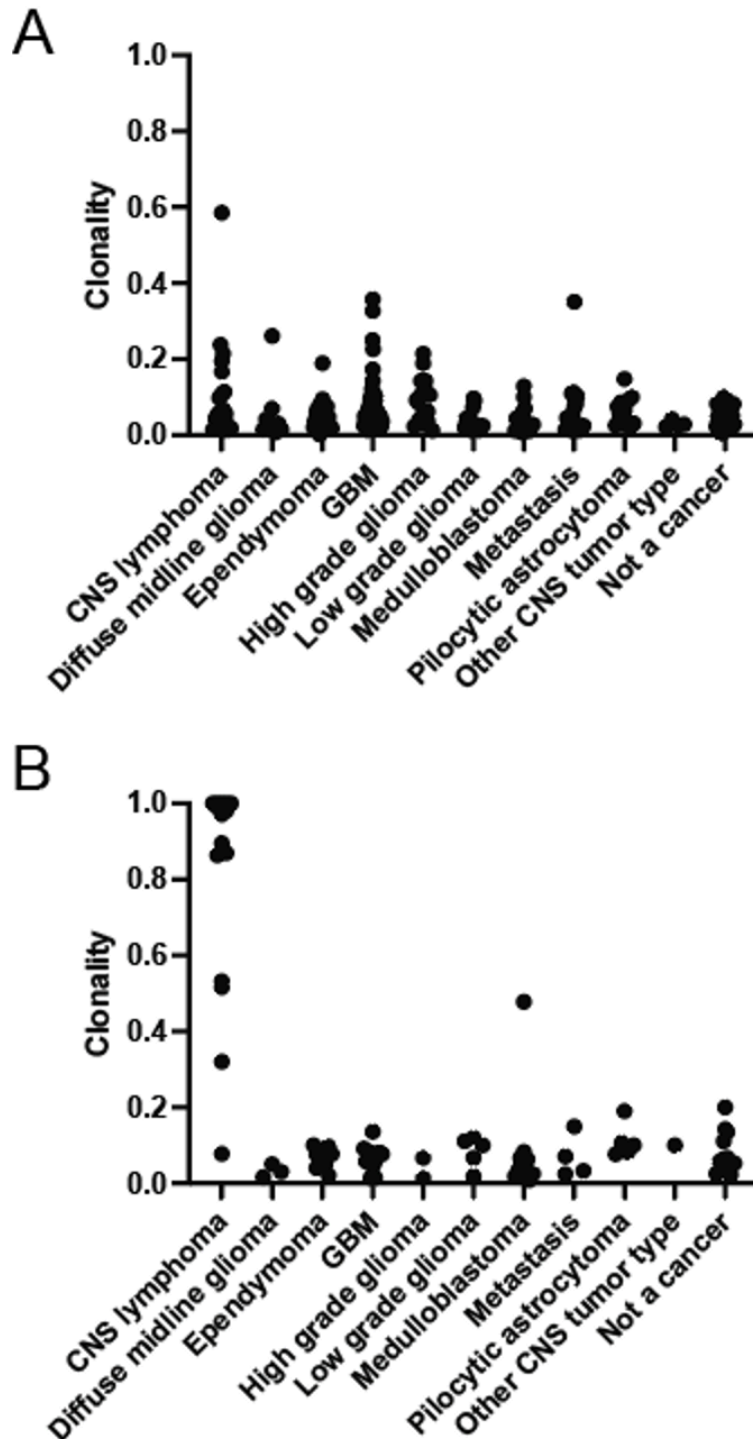 A
1.0
0.8
0.6
0.4
0.2
0.0
Clonality
CNS lymphoma
Diffuse midline glioma
Ependymoma
GBM
High grade glioma
Low grade glioma
Medulloblastoma
Metastasis
Pilocytic astrocytoma
Other CNS tumor type
Not a cancer
B
1.0
0.8
0.6
0.4
0.2
0.0
Clonality
CNS lymphoma
Diffuse midline glioma
Ependymoma
GBM
High grade glioma
Low grade glioma
Medulloblastoma
Metastasis
Pilocytic astrocytoma
Other CNS tumor type
Not a cancer